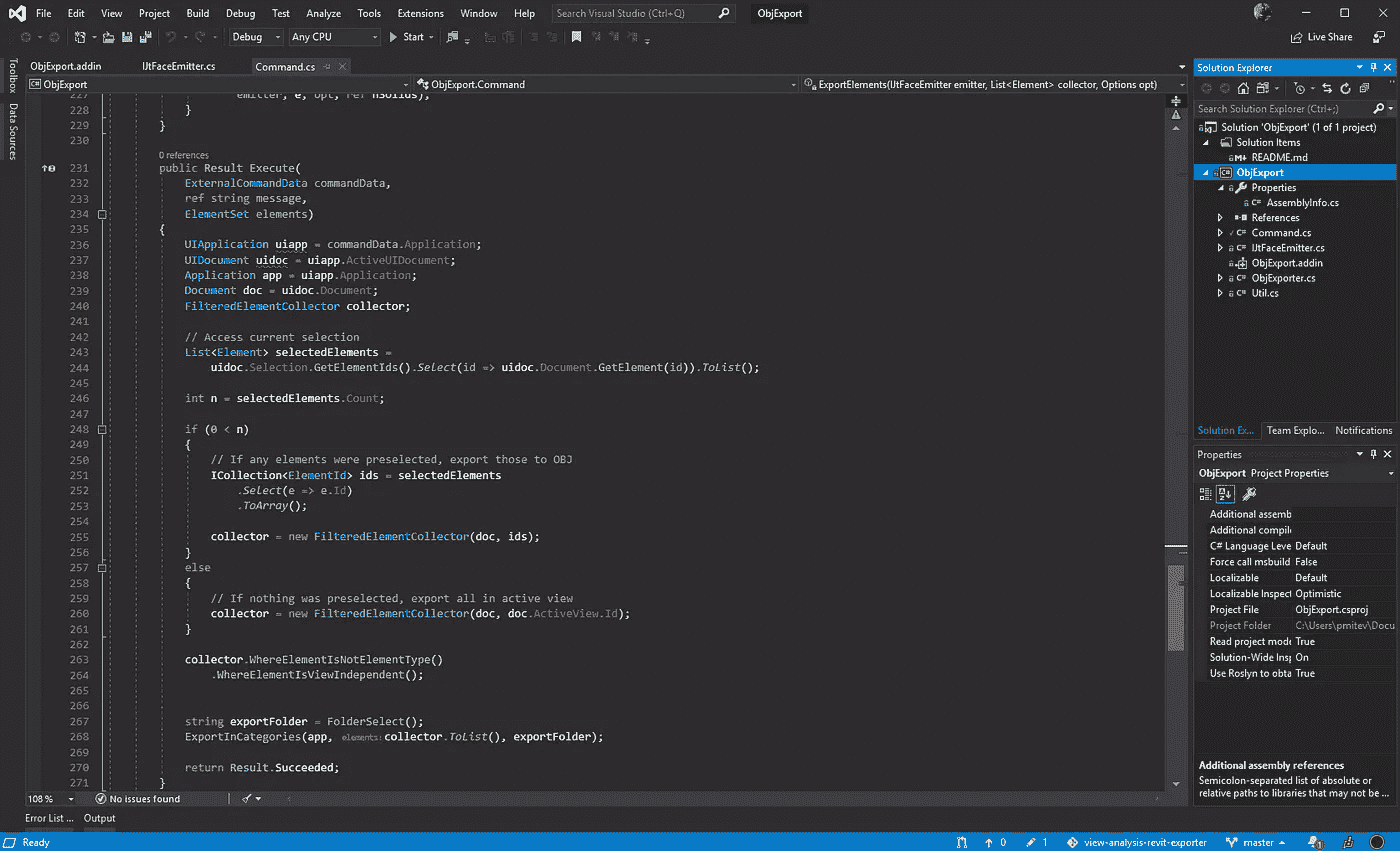 File Edit View Project Build Debug Test Analyze Tools Extensions Window Help Search Visual Studio (Ctrl+Q) ObjExport
Debug Any CPU Start Live Share
Toolbox
Data Sources
ObjExport.addin IJtFaceEmitter.cs Command.cs
ObjExport ObjExport.Command ExportElements(IJtFaceEmitter emitter, List<Element> collector, Options opt)
227 emitter, e, opt, ref nSolids);
228 }
229 }
230
0 references
231 public Result Execute(
232 ExternalCommandData commandData,
233 ref string message,
234 ElementSet elements)
235 {
236 UIApplication uiapp = commandData.Application;
237 UIDocument uidoc = uiapp.ActiveUIDocument;
238 Application app = uiapp.Application;
239 Document doc = uidoc.Document;
240 FilteredElementCollector collector;
241
242 // Access current selection
243 List<Element> selectedElements =
244 uidoc.Selection.GetElementIds().Select(id => uidoc.Document.GetElement(id)).ToList();
245
246 int n = selectedElements.Count;
247
248 if (0 < n)
249 {
250 // If any elements were preselected, export those to OBJ
251 ICollection<ElementId> ids = selectedElements
252 .Select(e => e.Id)
253 .ToArray();
254
255 collector = new FilteredElementCollector(doc, ids);
256 }
257 else
258 {
259 // If nothing was preselected, export all in active view
260 collector = new FilteredElementCollector(doc, doc.ActiveView.Id);
261 }
262
263 collector.WhereElementIsNotElementType()
264 .WhereElementIsViewIndependent();
265
266
267 string exportFolder = FolderSelect();
268 ExportInCategories(app, elements: collector.ToList(), exportFolder);
269
270 return Result.Succeeded;
271 }
108 % No issues found
Error List ... Output
Solution Explorer
Search Solution Explorer (Ctrl+;)
Solution 'ObjExport' (1 of 1 project)
Solution Items
README.md
ObjExport
Properties
AssemblyInfo.cs
References
Command.cs
IJtFaceEmitter.cs
ObjExport.addin
ObjExporter.cs
Util.cs
Solution Ex... Team Explo... Notifications
Properties
ObjExport Project Properties
Additional assemb
Additional compile
C# Language Leve Default
Force call msbuild False
Localizable Default
Localizable Inspect Optimistic
Project File ObjExport.csproj
Project Folder C:\Users\pmitev\Docu
Read project mode True
Solution-Wide Insp On
Use Roslyn to obta True
Additional assembly references
Semicolon-separated list of absolute or
relative paths to libraries that may not be ...
Ready 0 1 view-analysis-revit-exporter master 1